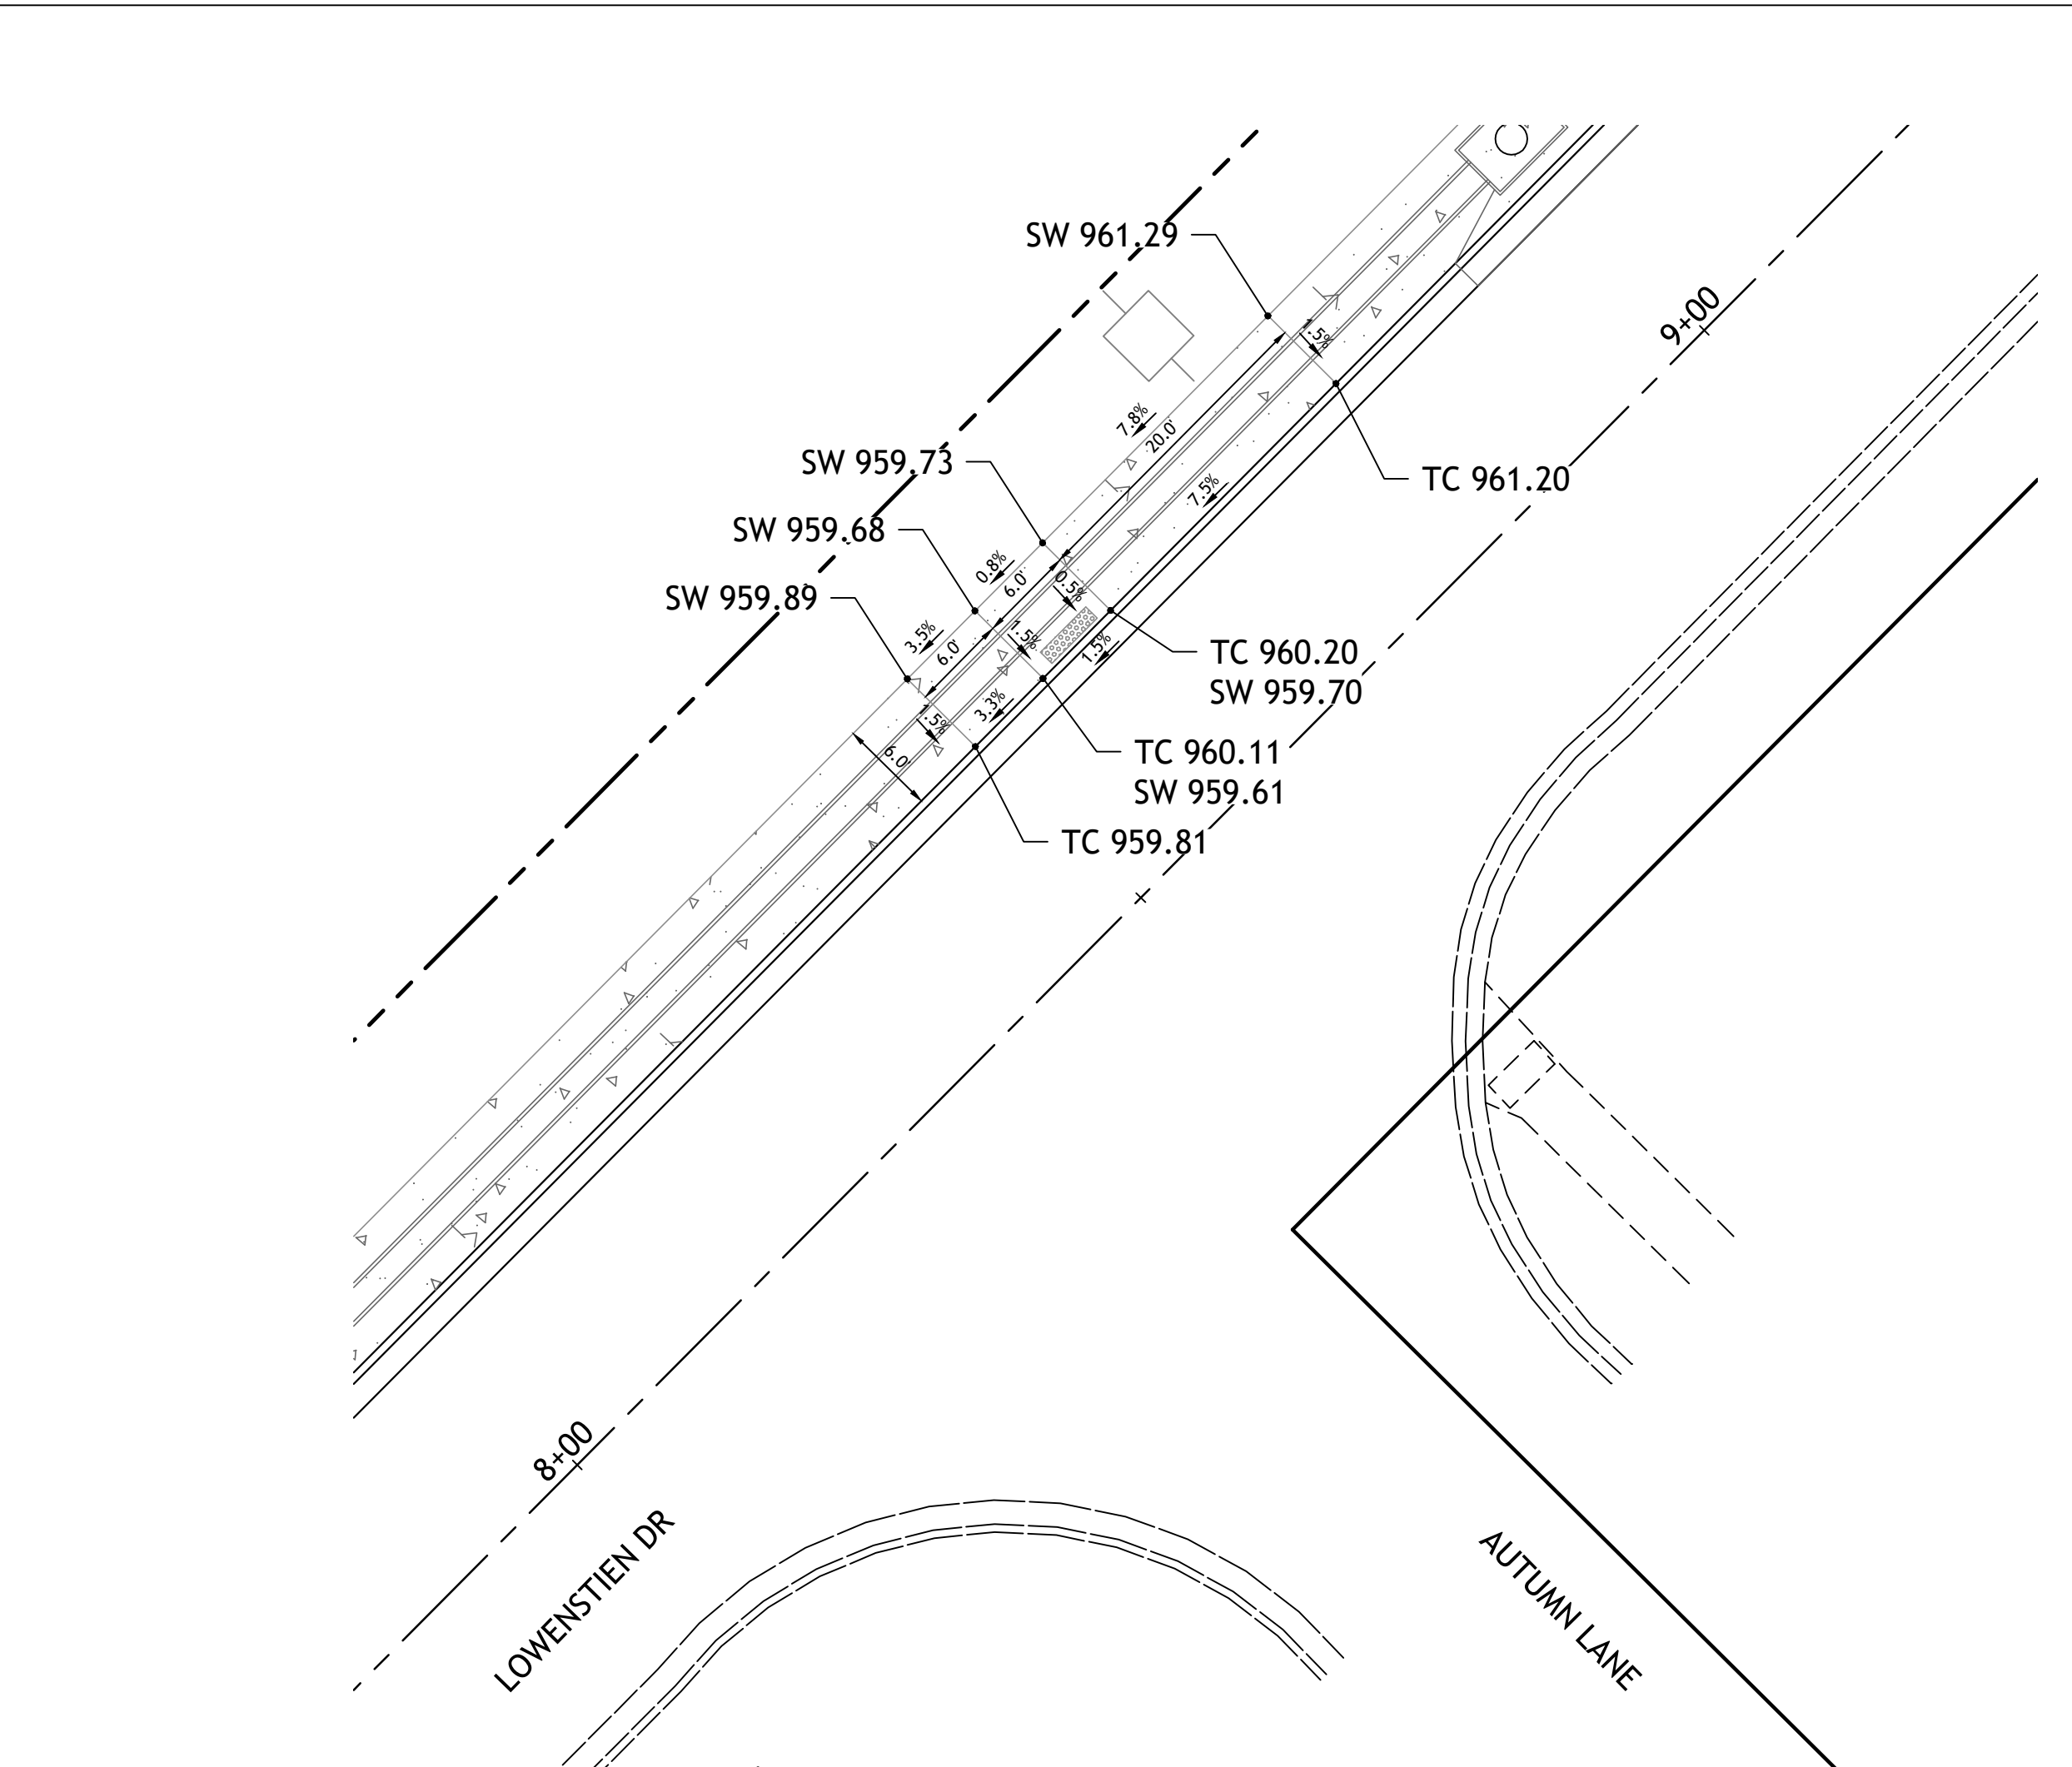 SW 961.29
9+00
1.5%
7.8%
20.0'
SW 959.73
TC 961.20
7.5%
SW 959.68
0.8%
6.0'
0.5%
SW 959.89
3.5%
6.0'
1.5%
1.5%
TC 960.20
SW 959.70
3.3%
1.5%
6.0'
TC 960.11
SW 959.61
TC 959.81
8+00
LOWENSTIEN DR
AUTUMN LANE